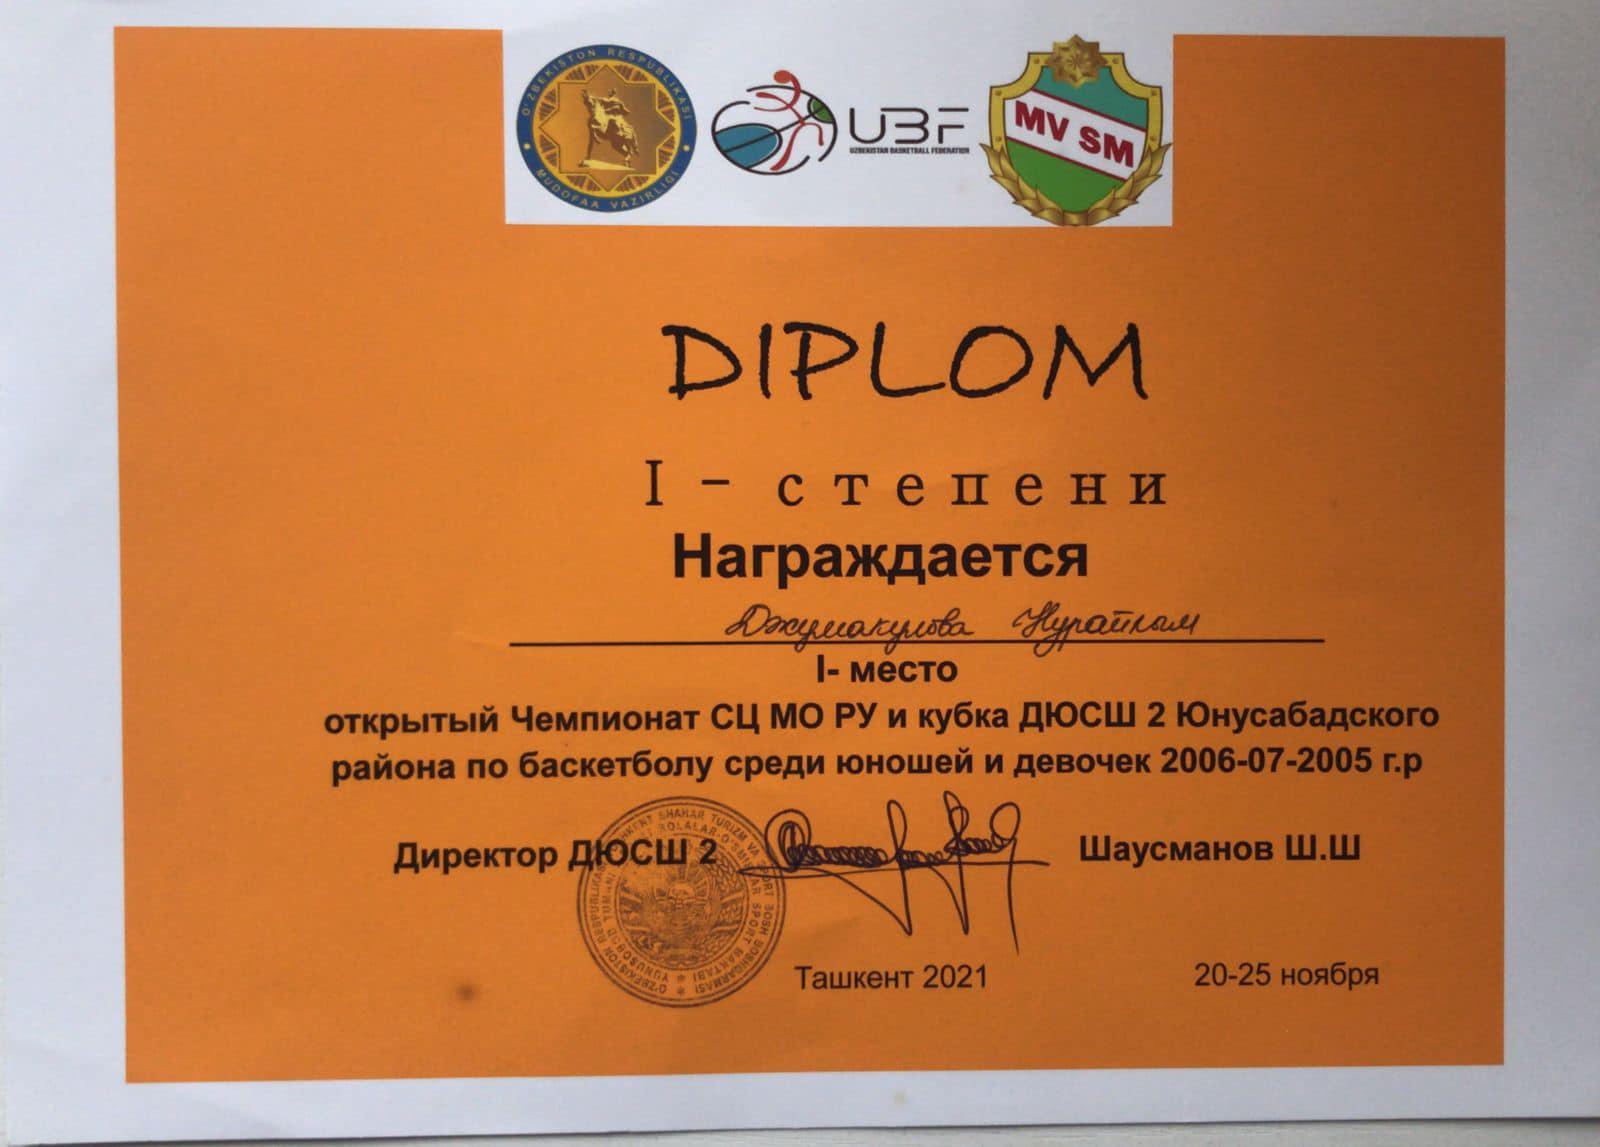 O'ZBEKISTON RESPUBLIKASI
MUDOFAA VAZIRLIGI
UBF
UZBEKISTAN BASKETBALL FEDERATION
MV SM
DIPLOM
I - степени
Награждается
Джумакулова Нурайлым
I- место
открытый Чемпионат СЦ МО РУ и кубка ДЮСШ 2 Юнусабадского
района по баскетболу среди юношей и девочек 2006-07-2005 г.р
Директор ДЮСШ 2 Шаусманов Ш.Ш
Ташкент 2021 20-25 ноября